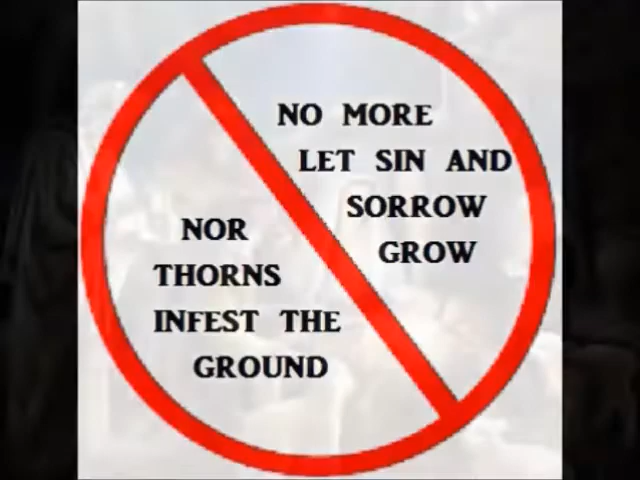 NO MORE
LET SIN AND
SORROW
GROW
NOR
THORNS
INFEST THE
GROUND